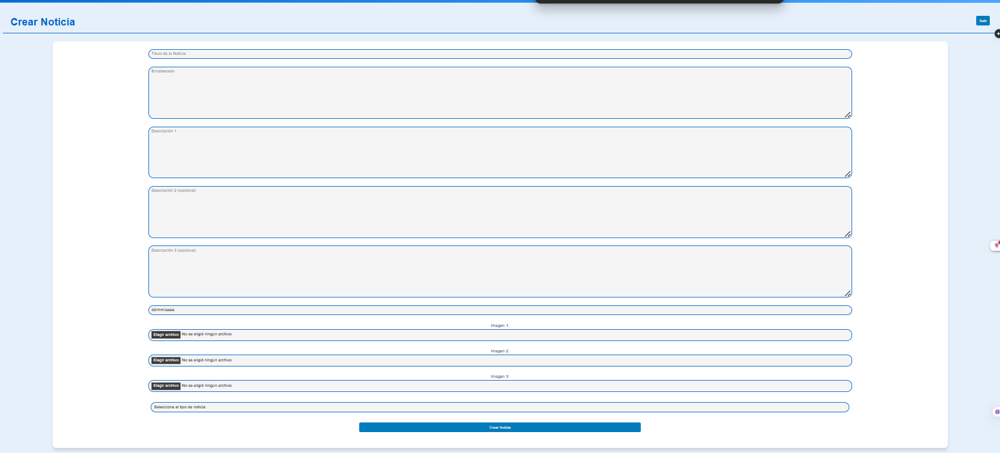 Crear Noticia
Salir
Título de la Noticia
Encabezado
Descripción 1
Descripción 2 (opcional)
Descripción 3 (opcional)
dd/mm/aaaa
Imagen 1:
Elegir archivo No se eligió ningún archivo
Imagen 2:
Elegir archivo No se eligió ningún archivo
Imagen 3:
Elegir archivo No se eligió ningún archivo
Selecciona el tipo de noticia
Crear Noticia